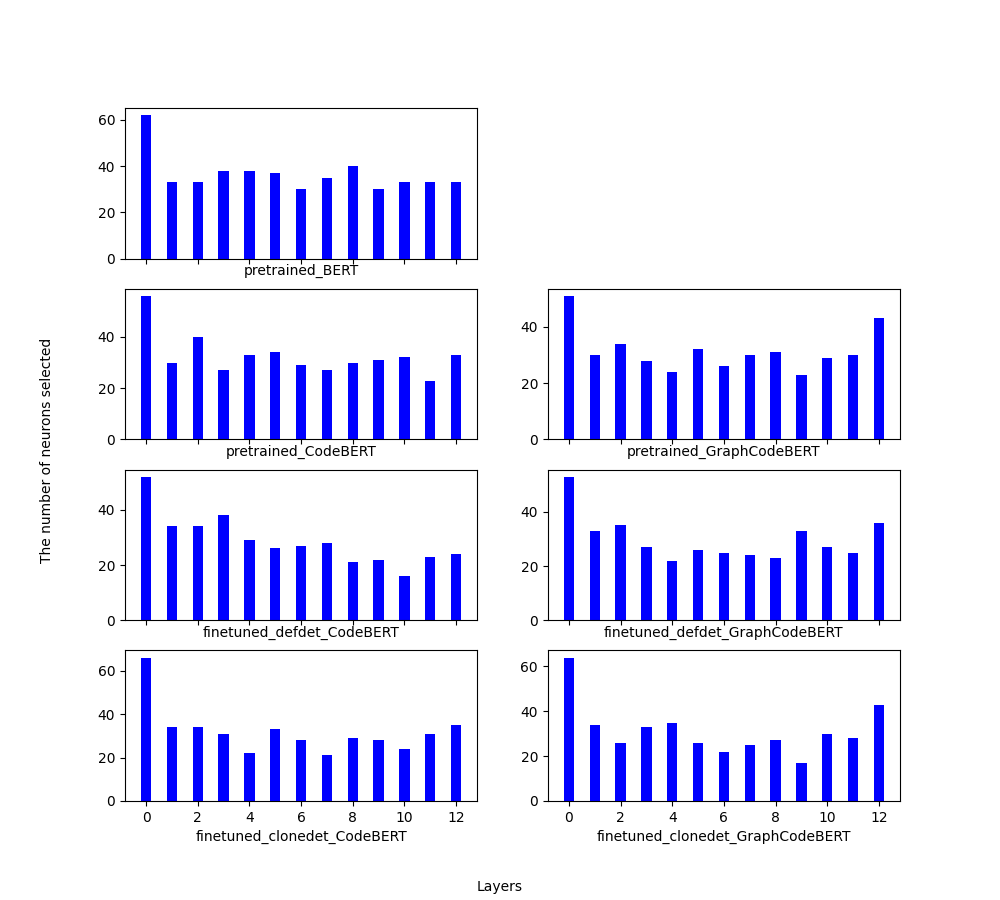 60
40
20
0
pretrained_BERT
The number of neurons selected
40
20
0
pretrained_CodeBERT
40
20
0
pretrained_GraphCodeBERT
40
20
0
finetuned_defdet_CodeBERT
40
20
0
finetuned_defdet_GraphCodeBERT
60
40
20
0
0 2 4 6 8 10 12
finetuned_clonedet_CodeBERT
60
40
20
0
0 2 4 6 8 10 12
finetuned_clonedet_GraphCodeBERT
Layers